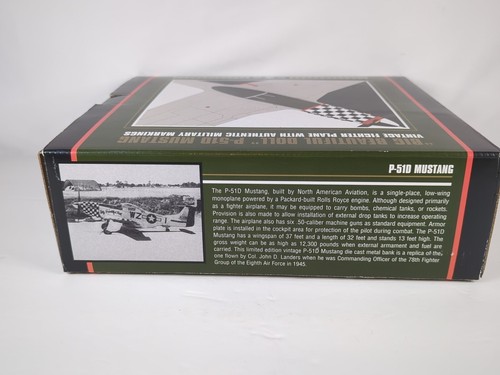 "BIG BEAUTIFUL DOLL" P-51D MUSTANG
VINTAGE FIGHTER PLANE WITH AUTHENTIC MILITARY MARKINGS
P-51D MUSTANG
The P-51D Mustang, built by North American Aviation, is a single-place, low-wing
monoplane powered by a Packard-built Rolls Royce engine. Although designed primarily
as a fighter airplane, it may be equipped to carry bombs, chemical tanks, or rockets.
Provision is also made to allow installation of external drop tanks to increase operating
range. The airplane also has six .50-caliber machine guns as standard equipment. Armor
plate is installed in the cockpit area for protection of the pilot during combat. The P-51D
Mustang has a wingspan of 37 feet and a length of 32 feet and stands 13 feet high. The
gross weight can be as high as 12,300 pounds when external armament and fuel are
carried. This limited edition vintage P-51D Mustang die cast metal bank is a replica of the
one flown by Col. John D. Landers when he was Commanding Officer of the 78th Fighter
Group of the Eighth Air Force in 1945.